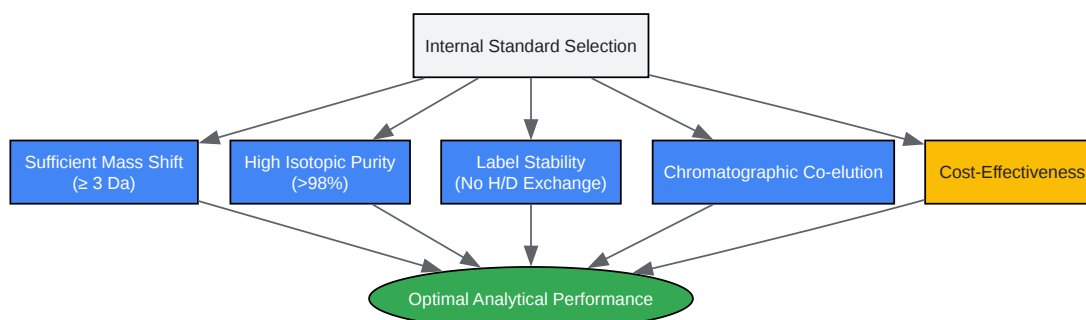 Internal Standard Selection
Sufficient Mass Shift
(≥ 3 Da)
High Isotopic Purity
(>98%)
Label Stability
(No H/D Exchange)
Chromatographic Co-elution
Cost-Effectiveness
Optimal Analytical Performance